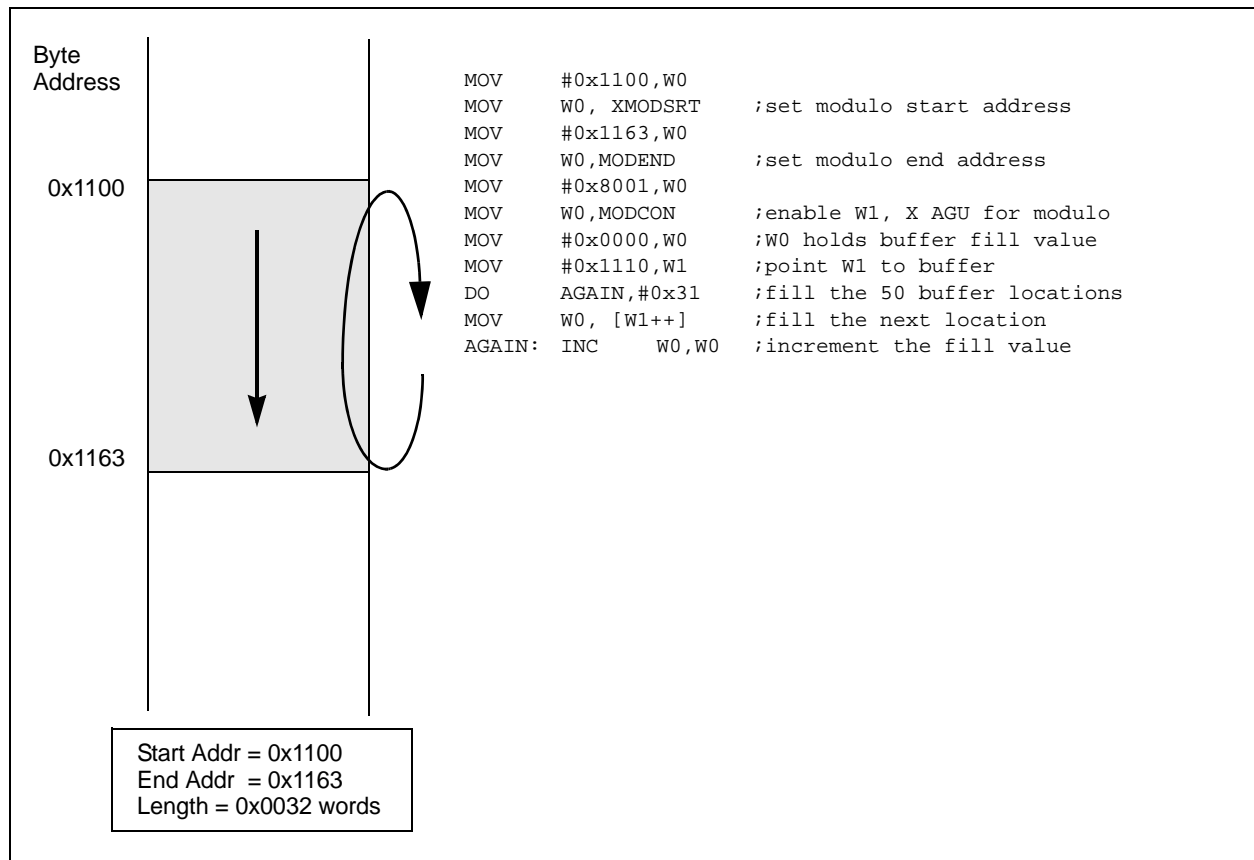 Byte
Address
MOV #0x1100,W0
MOV W0, XMODSRT ;set modulo start address
MOV #0x1163,W0
MOV W0,MODEND ;set modulo end address
0x1100
MOV #0x8001,W0
MOV W0,MODCON ;enable W1, X AGU for modulo
MOV #0x0000,W0 ;W0 holds buffer fill value
MOV #0x1110,W1 ;point W1 to buffer
DO AGAIN,#0x31 ;fill the 50 buffer locations
MOV W0, [W1++] ;fill the next location
AGAIN: INC W0,W0 ;increment the fill value
0x1163
Start Addr = 0x1100
End Addr = 0x1163
Length = 0x0032 words